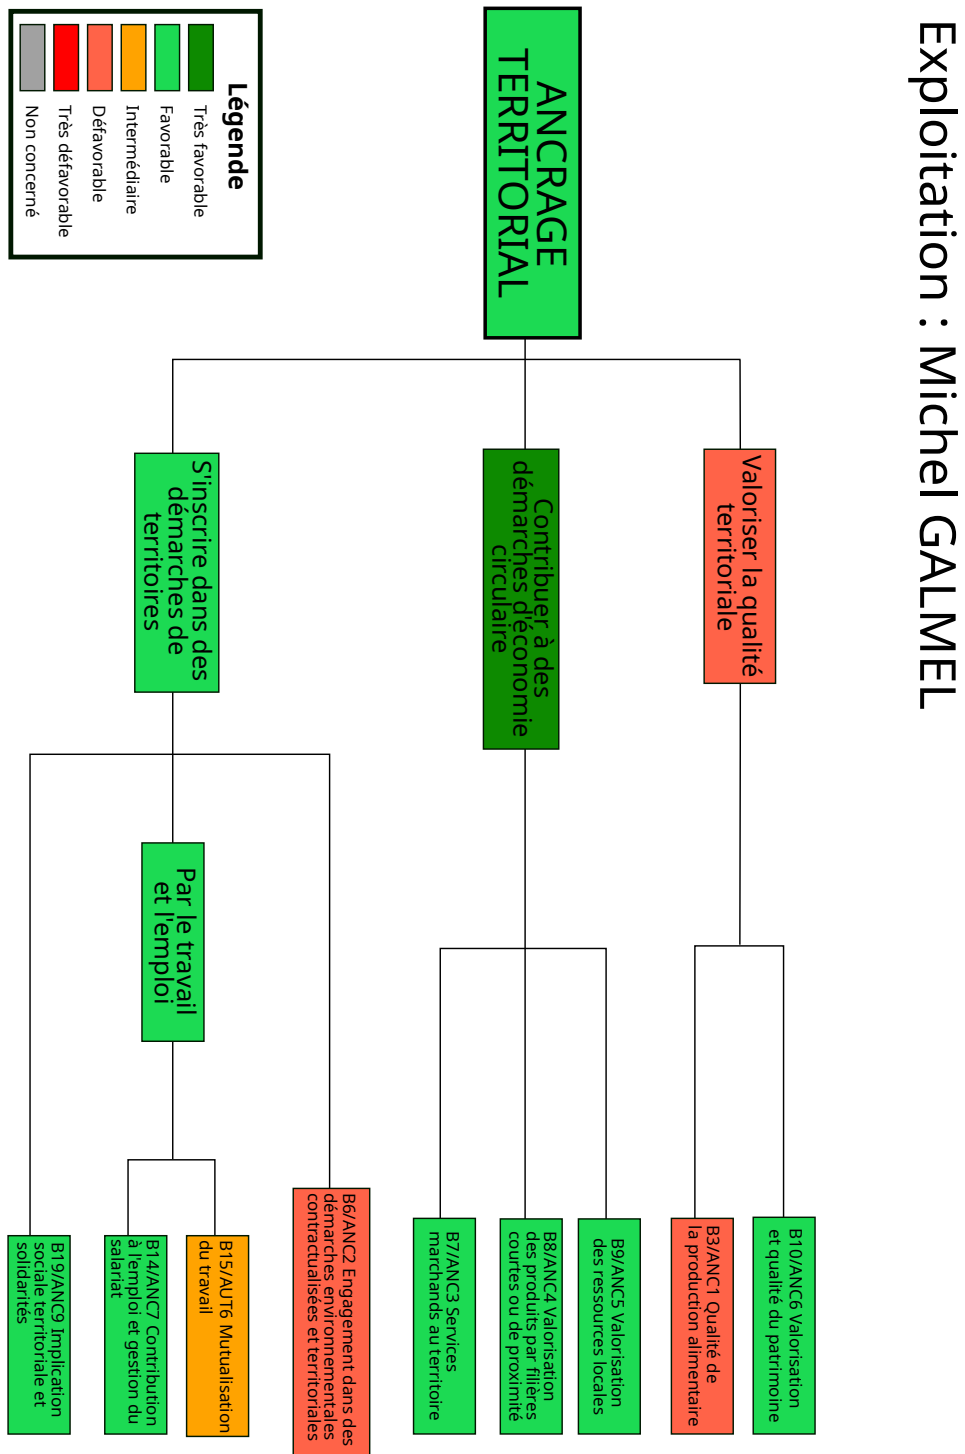 Exploitation : Michel GALMEL
ANCRAGE
TERRITORIAL
Valoriser la qualité
territoriale
Contribuer à des
démarches d'économie
circulaire
S'inscrire dans des
démarches de
territoires
Par le travail
et l'emploi
B10/ANC6 Valorisation
et qualité du patrimoine
B3/ANC1 Qualité de
la production alimentaire
B9/ANC5 Valorisation
des ressources locales
B8/ANC4 Valorisation
des produits par filières
courtes ou de proximité
B7/ANC3 Services
marchands au territoire
B6/ANC2 Engagement dans des
démarches environnementales
contractualisées et territoriales
B15/AUT6 Mutualisation
du travail
B14/ANC7 Contribution
à l'emploi et gestion du
salariat
B19/ANC9 Implication
sociale territoriale et
solidarités
Légende
Très favorable
Favorable
Intermédiaire
Défavorable
Très défavorable
Non concerné